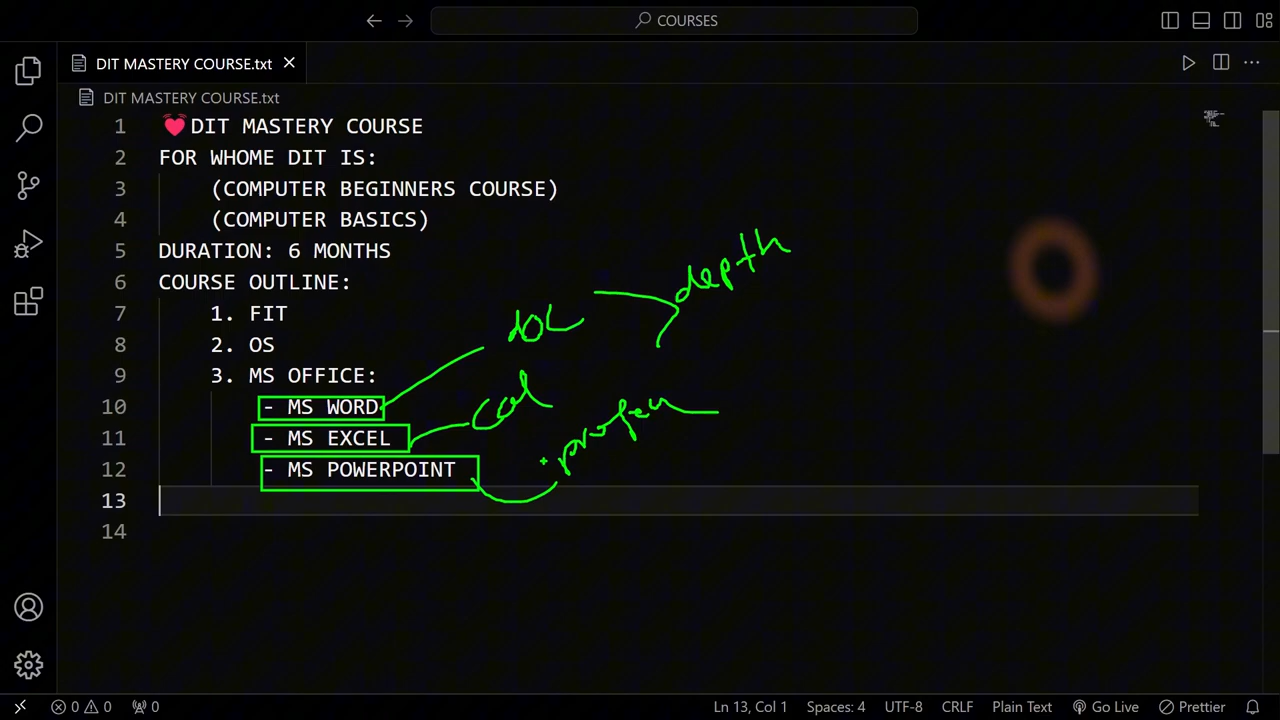 COURSES
DIT MASTERY COURSE.txt
DIT MASTERY COURSE.txt
1 💓DIT MASTERY COURSE
2 FOR WHOME DIT IS:
3 (COMPUTER BEGINNERS COURSE)
4 (COMPUTER BASICS)
5 DURATION: 6 MONTHS
6 COURSE OUTLINE:
depth
7 1. FIT
8 2. OS
9 3. MS OFFICE:
10 - MS WORD
11 - MS EXCEL
12 - MS POWERPOINT
13
14
0 0 0 Ln 13, Col 1 Spaces: 4 UTF-8 CRLF Plain Text Go Live Prettier